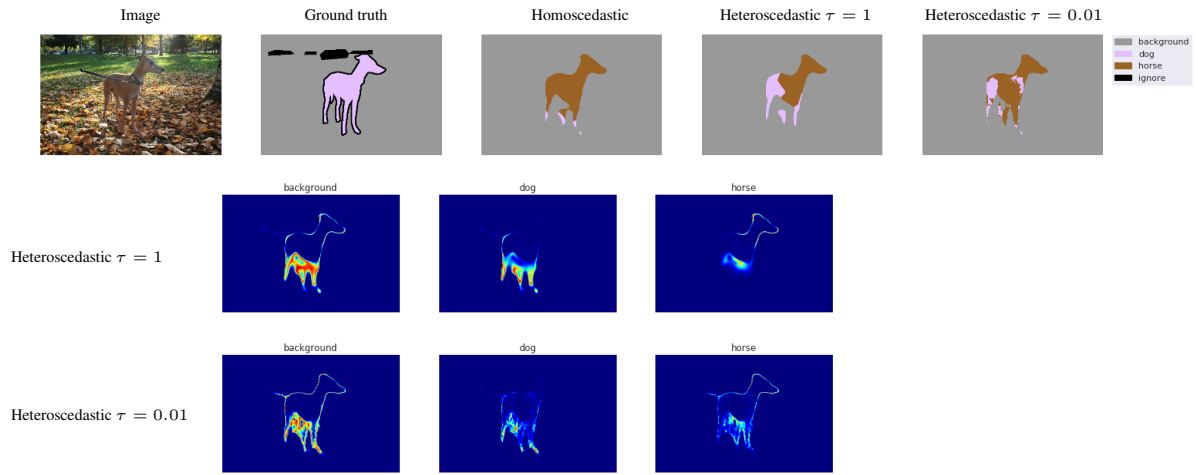 Image Ground truth Homoscedastic Heteroscedastic τ = 1 Heteroscedastic τ = 0.01
background
dog
horse
ignore
background dog horse
Heteroscedastic τ = 1
background dog horse
Heteroscedastic τ = 0.01